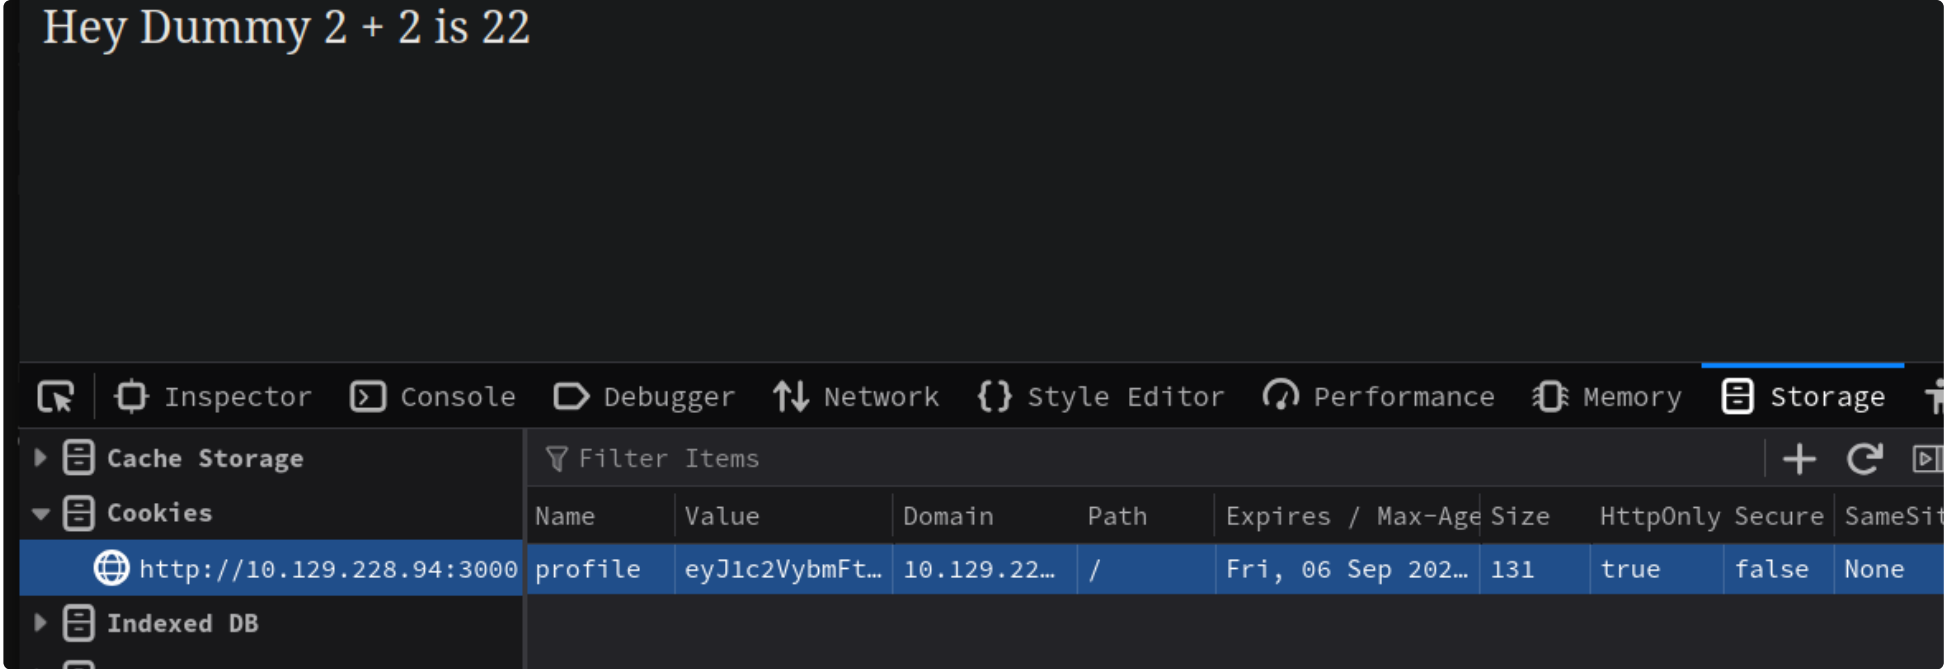 Hey Dummy 2 + 2 is 22
Inspector Console Debugger Network Style Editor Performance Memory Storage
Cache Storage Filter Items
Cookies Name Value Domain Path Expires / Max-Age Size HttpOnly Secure SameSit
http://10.129.228.94:3000 profile eyJ1c2VybmFt… 10.129.22… / Fri, 06 Sep 202… 131 true false None
Indexed DB